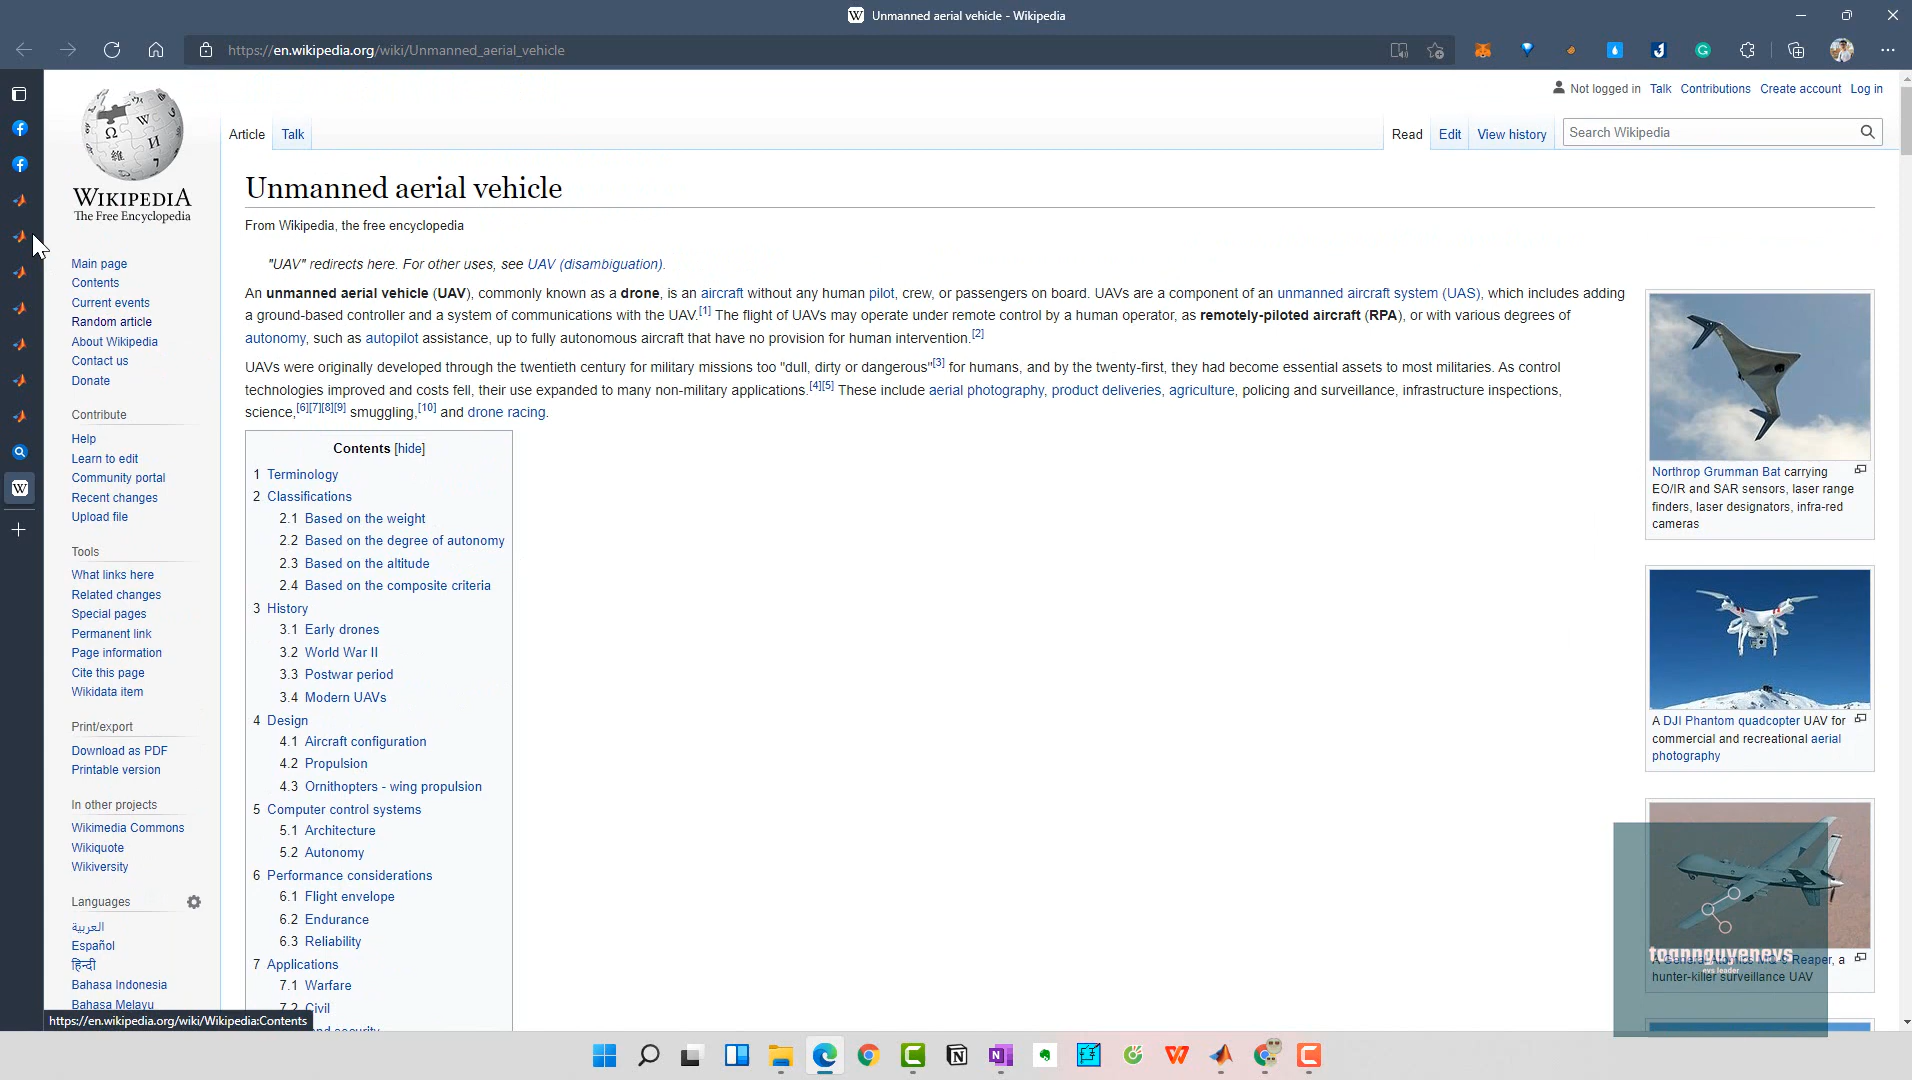 Unmanned aerial vehicle - Wikipedia
https://en.wikipedia.org/wiki/Unmanned_aerial_vehicle
Not logged in Talk Contributions Create account Log in
Article Talk Read Edit View history Search Wikipedia
WIKIPEDIA
The Free Encyclopedia
Main page
Contents
Current events
Random article
About Wikipedia
Contact us
Donate
Contribute
Help
Learn to edit
Community portal
Recent changes
Upload file
Tools
What links here
Related changes
Special pages
Permanent link
Page information
Cite this page
Wikidata item
Print/export
Download as PDF
Printable version
In other projects
Wikimedia Commons
Wikiquote
Wikiversity
Languages
العربية
Español
हिन्दी
Bahasa Indonesia
Bahasa Melayu
https://en.wikipedia.org/wiki/Wikipedia:Contents
Unmanned aerial vehicle
From Wikipedia, the free encyclopedia
"UAV" redirects here. For other uses, see UAV (disambiguation).
An unmanned aerial vehicle (UAV), commonly known as a drone, is an aircraft without any human pilot, crew, or passengers on board. UAVs are a component of an unmanned aircraft system (UAS), which includes adding
a ground-based controller and a system of communications with the UAV.[1] The flight of UAVs may operate under remote control by a human operator, as remotely-piloted aircraft (RPA), or with various degrees of
autonomy, such as autopilot assistance, up to fully autonomous aircraft that have no provision for human intervention.[2]
UAVs were originally developed through the twentieth century for military missions too "dull, dirty or dangerous"[3] for humans, and by the twenty-first, they had become essential assets to most militaries. As control
technologies improved and costs fell, their use expanded to many non-military applications.[4][5] These include aerial photography, product deliveries, agriculture, policing and surveillance, infrastructure inspections,
science,[6][7][8][9] smuggling,[10] and drone racing.
Contents [hide]
1 Terminology
2 Classifications
2.1 Based on the weight
2.2 Based on the degree of autonomy
2.3 Based on the altitude
2.4 Based on the composite criteria
3 History
3.1 Early drones
3.2 World War II
3.3 Postwar period
3.4 Modern UAVs
4 Design
4.1 Aircraft configuration
4.2 Propulsion
4.3 Ornithopters - wing propulsion
5 Computer control systems
5.1 Architecture
5.2 Autonomy
6 Performance considerations
6.1 Flight envelope
6.2 Endurance
6.3 Reliability
7 Applications
7.1 Warfare
7.2 Civil
and security
Northrop Grumman Bat carrying
EO/IR and SAR sensors, laser range
finders, laser designators, infra-red
cameras
A DJI Phantom quadcopter UAV for
commercial and recreational aerial
photography
toannguyenevs
evs leader
A General Atomics MQ-9 Reaper, a
hunter-killer surveillance UAV